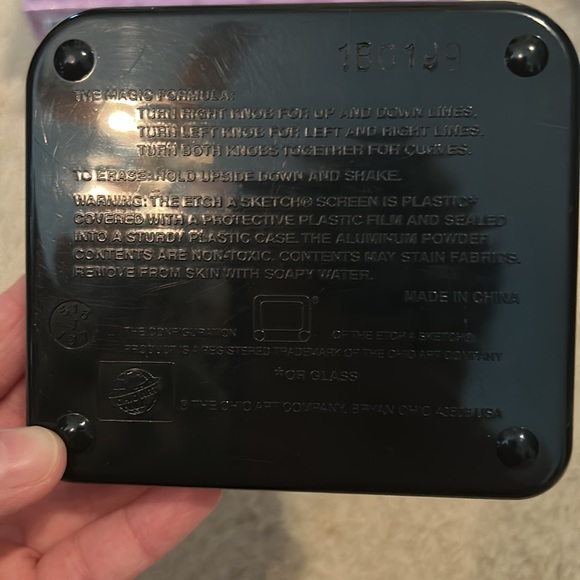 THE MAGIC FORMULA:
TURN RIGHT KNOB FOR UP AND DOWN LINES.
TURN LEFT KNOB FOR LEFT AND RIGHT LINES.
TURN BOTH KNOBS TOGETHER FOR CURVES.
TO ERASE: HOLD UPSIDE DOWN AND SHAKE.
WARNING: THE ETCH A SKETCH® SCREEN IS PLASTIC*
COVERED WITH A PROTECTIVE PLASTIC FILM AND SEALED
INTO A STURDY PLASTIC CASE. THE ALUMINUM POWDER
CONTENTS ARE NON-TOXIC. CONTENTS MAY STAIN FABRICS.
REMOVE FROM SKIN WITH SOAPY WATER.
MADE IN CHINA
THE CONFIGURATION ® OF THE ETCH A SKETCH®
PRODUCT IS A REGISTERED TRADEMARK OF THE OHIO ART COMPANY
*OR GLASS
© THE OHIO ART COMPANY, BRYAN OHIO USA